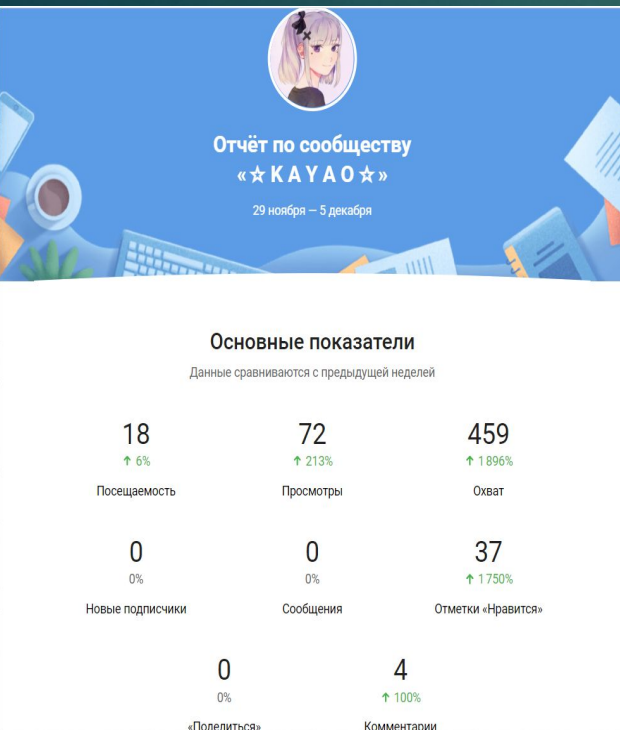 Отчёт по сообществу
«☆ K A Y A O ☆»
29 ноября — 5 декабря
Основные показатели
Данные сравниваются с предыдущей неделей
18 72 459
↑ 6% ↑ 213% ↑ 1 896%
Посещаемость Просмотры Охват
0 0 37
0% 0% ↑ 1 750%
Новые подписчики Сообщения Отметки «Нравится»
0 4
0% ↑ 100%
«Поделиться» Комментарии